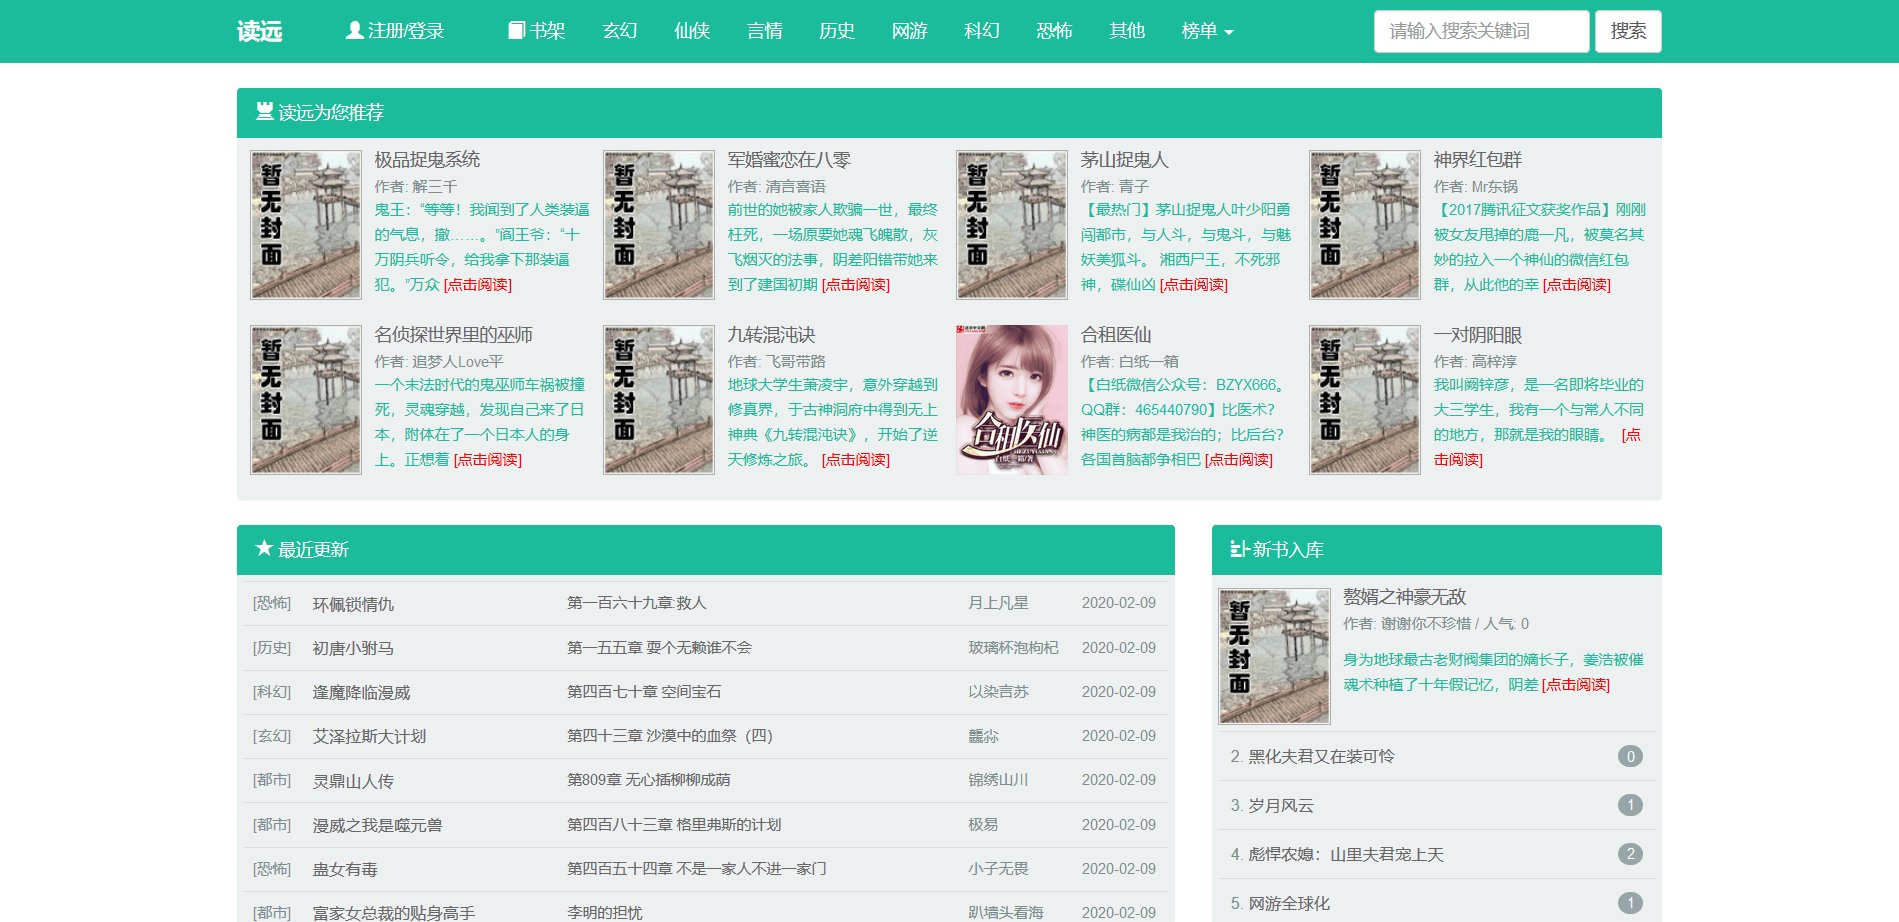 读远 注册/登录 书架 玄幻 仙侠 言情 历史 网游 科幻 恐怖 其他 榜单 请输入搜索关键词 搜索
读远为您推荐
暂无封面
极品捉鬼系统
作者: 解三千
鬼王：“等等！我闻到了人类装逼
的气息，撤……。”阎王爷：“十
万阴兵听令，给我拿下那装逼
犯。”万众 [点击阅读]
暂无封面
军婚蜜恋在八零
作者: 清言喜语
前世的她被家人欺骗一世，最终
枉死，一场原要她魂飞魄散，灰
飞烟灭的法事，阴差阳错带她来
到了建国初期 [点击阅读]
暂无封面
茅山捉鬼人
作者: 青子
【最热门】茅山捉鬼人叶少阳勇
闯都市，与人斗，与鬼斗，与魅
妖美狐斗。 湘西尸王，不死邪
神，碟仙凶 [点击阅读]
暂无封面
神界红包群
作者: Mr东锅
【2017腾讯征文获奖作品】刚刚
被女友甩掉的鹿一凡，被莫名其
妙的拉入一个神仙的微信红包
群，从此他的幸 [点击阅读]
暂无封面
名侦探世界里的巫师
作者: 追梦人Love平
一个末法时代的鬼巫师车祸被撞
死，灵魂穿越，发现自己来了日
本，附体在了一个日本人的身
上。正想着 [点击阅读]
暂无封面
九转混沌诀
作者: 飞哥带路
地球大学生萧凌宇，意外穿越到
修真界，于古神洞府中得到无上
神典《九转混沌诀》，开始了逆
天修炼之旅。 [点击阅读]
合租医仙
HEZUYIXIAN
白纸一箱/著
合租医仙
作者: 白纸一箱
【白纸微信公众号：BZYX666。
QQ群：465440790】比医术？
神医的病都是我治的；比后台？
各国首脑都争相巴 [点击阅读]
暂无封面
一对阴阳眼
作者: 高梓淳
我叫阙锌彦，是一名即将毕业的
大三学生，我有一个与常人不同
的地方，那就是我的眼睛。 [点
击阅读]
最近更新
[恐怖] 环佩锁情仇 第一百六十九章:救人 月上凡星 2020-02-09
[历史] 初唐小驸马 第一五五章 耍个无赖谁不会 玻璃杯泡枸杞 2020-02-09
[科幻] 逢魔降临漫威 第四百七十章 空间宝石 以染言苏 2020-02-09
[玄幻] 艾泽拉斯大计划 第四十三章 沙漠中的血祭（四） 2020-02-09
[都市] 灵鼎山人传 第809章 无心插柳柳成荫 锦绣山川 2020-02-09
[都市] 漫威之我是噬元兽 第四百八十三章 格里弗斯的计划 极易 2020-02-09
[恐怖] 蛊女有毒 第四百五十四章 不是一家人不进一家门 小子无畏 2020-02-09
[都市] 富家女总裁的贴身高手 李明的担忧 趴墙头看海 2020-02-09
新书入库
暂无封面
赘婿之神豪无敌
作者: 谢谢你不珍惜 / 人气: 0
身为地球最古老财阀集团的嫡长子，姜浩被催
魂术种植了十年假记忆，阴差 [点击阅读]
2. 黑化夫君又在装可怜 0
3. 岁月风云 1
4. 彪悍农媳：山里夫君宠上天 2
5. 网游全球化 1